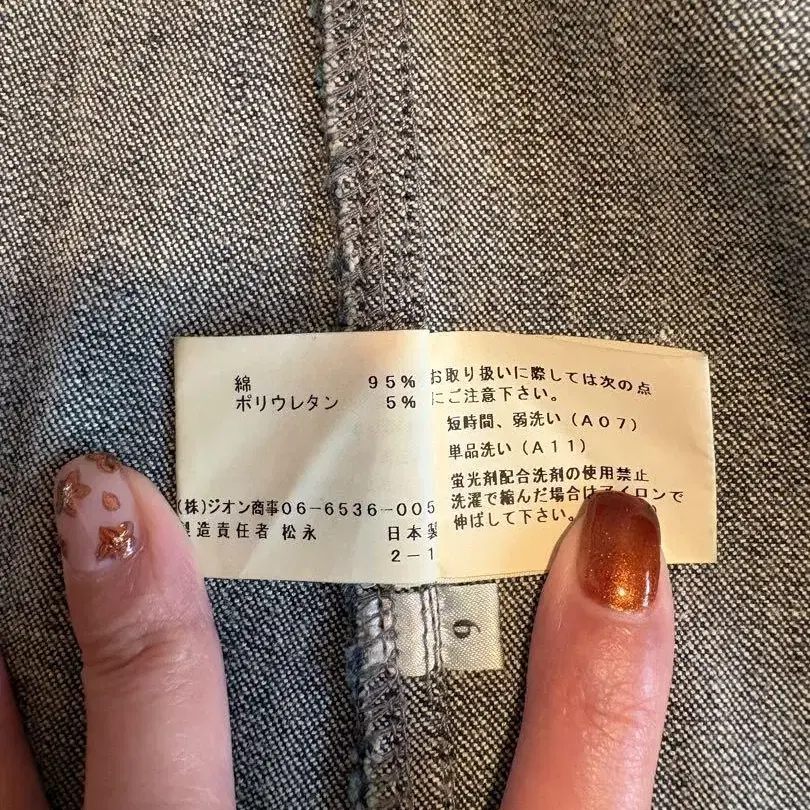 綿 95%
ポリウレタン 5%
(株)ジオン商事06-6536-005
製造責任者 松永 日本製
2-1
お取り扱いに際しては次の点
にご注意下さい。
短時間、弱洗い(A07)
単品洗い(A11)
蛍光剤配合洗剤の使用禁止
洗濯で縮んだ場合はアイロンで
伸ばして下さい。
9